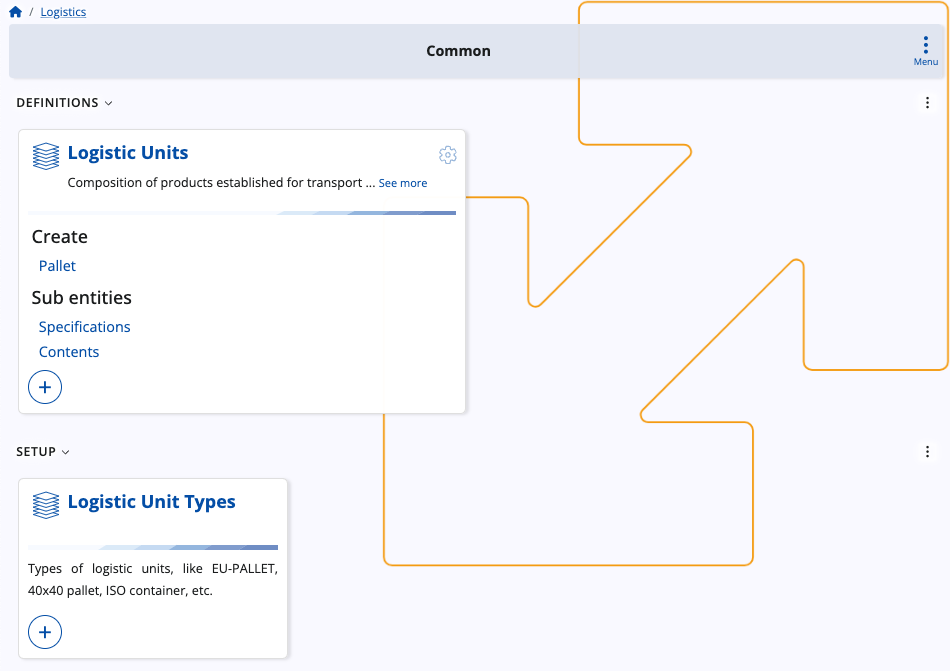 / Logistics
Common
Menu
DEFINITIONS
Logistic Units
Composition of products established for transport ... See more
Create
Pallet
Sub entities
Specifications
Contents
SETUP
Logistic Unit Types
Types of logistic units, like EU-PALLET,
40x40 pallet, ISO container, etc.